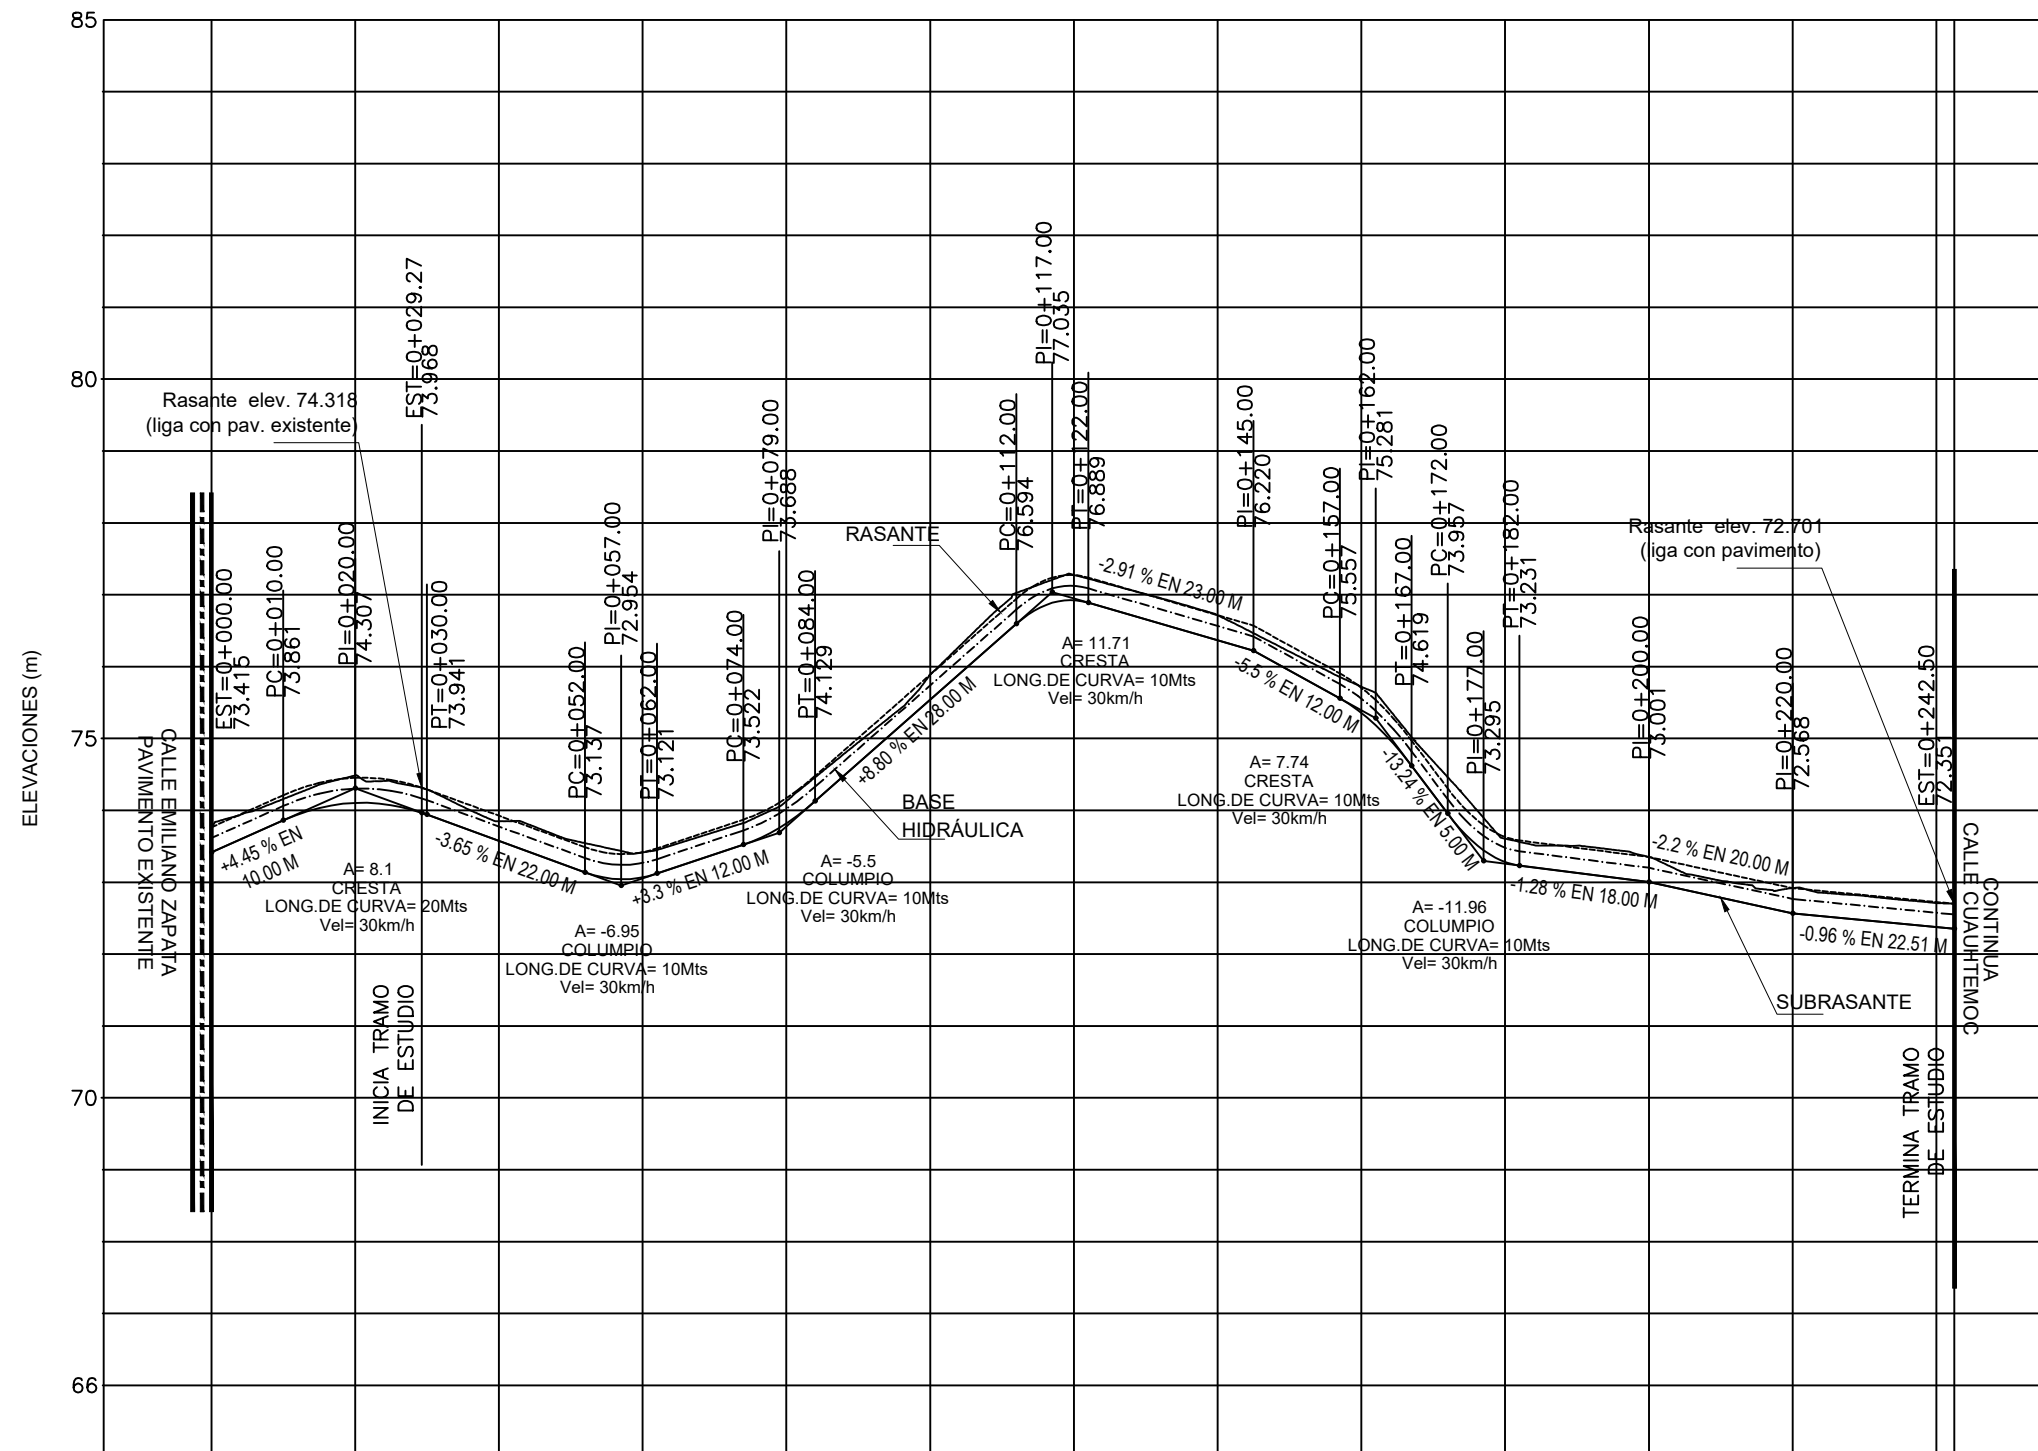 85
80
75
70
66
ELEVACIONES (m)
CALLE EMILIANO ZAPATA
PAVIMENTO EXISTENTE
Rasante elev. 74.318
(liga con pav. existente)
EST=0+000.00
73.415
PC=0+010.00
73.861
PI=0+020.00
74.307
EST=0+029.27
73.968
PT=0+030.00
73.941
PC=0+052.00
73.137
PI=0+057.00
72.954
PT=0+062.00
73.121
PC=0+074.00
73.522
PI=0+079.00
73.688
PT=0+084.00
74.129
PC=0+112.00
76.594
PI=0+117.00
77.035
PT=0+122.00
76.889
PI=0+145.00
76.220
PC=0+157.00
75.557
PI=0+162.00
75.281
PT=0+167.00
74.619
PC=0+172.00
73.957
PI=0+177.00
73.295
PT=0+182.00
73.231
PI=0+200.00
73.001
PI=0+220.00
72.568
EST=0+242.50
72.351
RASANTE
BASE
HIDRÁULICA
SUBRASANTE
Rasante elev. 72.701
(liga con pavimento)
+4.45 % EN
10.00 M
-3.65 % EN 22.00 M
+3.3 % EN 12.00 M
+8.80 % EN 28.00 M
-2.91 % EN 23.00 M
-5.5 % EN 12.00 M
-13.24 % EN 5.00 M
-1.28 % EN 18.00 M
-2.2 % EN 20.00 M
-0.96 % EN 22.51 M
A= 8.1
CRESTA
LONG.DE CURVA= 20Mts
Vel= 30km/h
A= -6.95
COLUMPIO
LONG.DE CURVA= 10Mts
Vel= 30km/h
A= -5.5
COLUMPIO
LONG.DE CURVA= 10Mts
Vel= 30km/h
A= 11.71
CRESTA
LONG.DE CURVA= 10Mts
Vel= 30km/h
A= 7.74
CRESTA
LONG.DE CURVA= 10Mts
Vel= 30km/h
A= -11.96
COLUMPIO
LONG.DE CURVA= 10Mts
Vel= 30km/h
INICIA TRAMO
DE ESTUDIO
TERMINA TRAMO
DE ESTUDIO
CONTINUA
CALLE CUAUHTEMOC